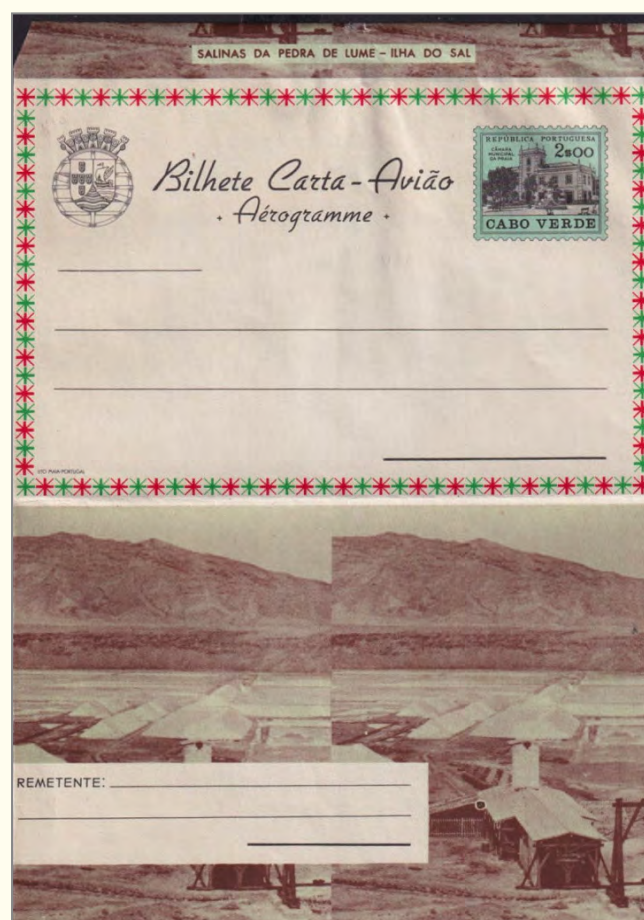 SALINAS DA PEDRA DE LUME – ILHA DO SAL
Bilhete Carta-Avião
Aérogramme
REPÚBLICA PORTUGUESA
CÂMARA
MUNICIPAL
DA PRAIA
2$00
CABO VERDE
REMETENTE: